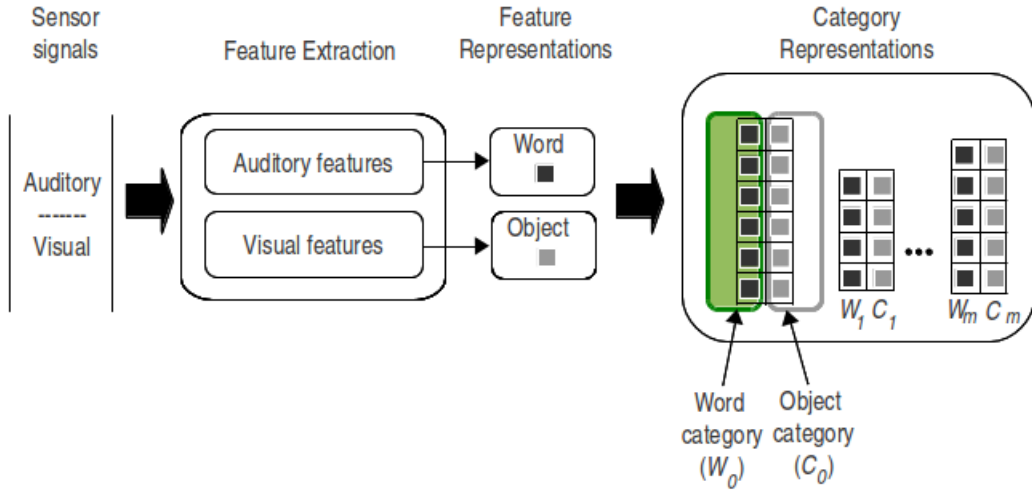 Sensor
signals
Feature Extraction
Feature
Representations
Category
Representations
Auditory
-------
Visual
Auditory features
Visual features
Word
Object
W1 C1
...
Wm Cm
Word
category
(W0)
Object
category
(C0)